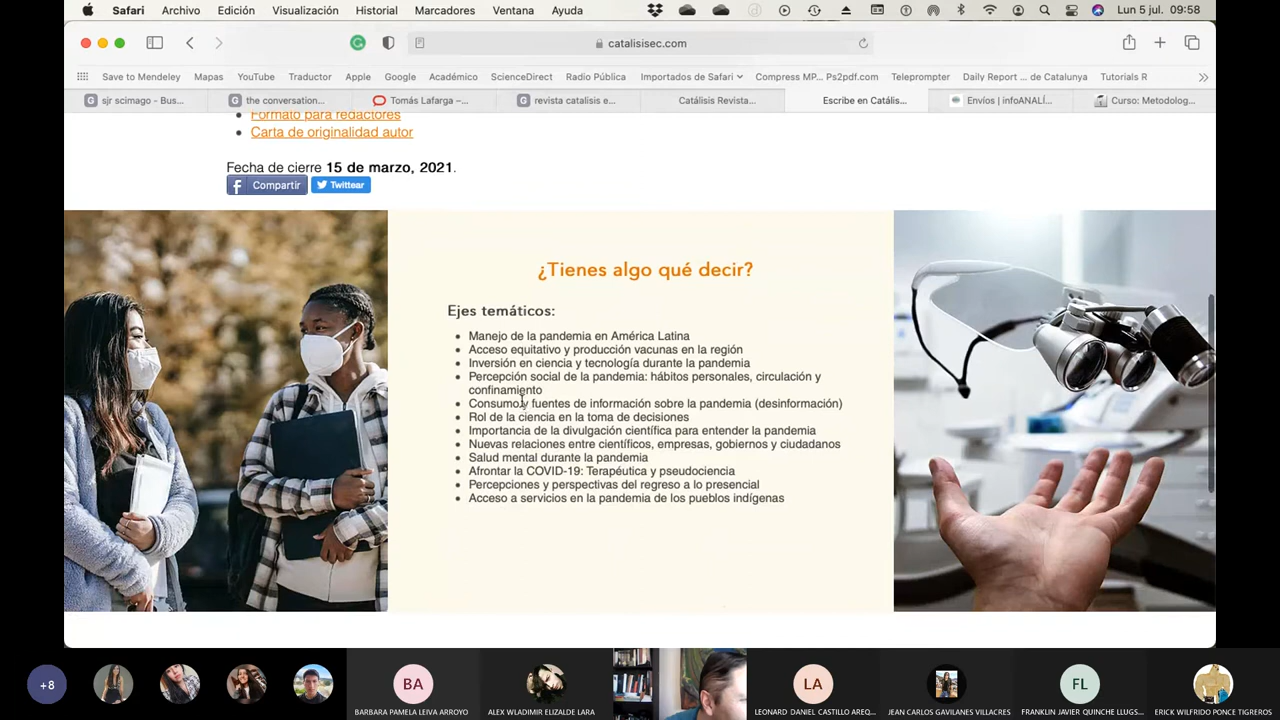 Safari Archivo Edición Visualización Historial Marcadores Ventana Ayuda Lun 5 jul. 09:58
catalisisec.com
Save to Mendeley Mapas YouTube Traductor Apple Google Académico ScienceDirect Radio Pública Importados de Safari Compress MP... Ps2pdf.com Teleprompter Daily Report ... de Catalunya Tutorials R
sjr scimago - Bus... the conversation... Tomás Lafarga –... revista catalisis e... Catálisis Revista... Escribe en Catális... Envíos | infoANALÍ... Curso: Metodolog...
Formato para redactores
Carta de originalidad autor
Fecha de cierre 15 de marzo, 2021.
Compartir Twittear
¿Tienes algo qué decir?
Ejes temáticos:
Manejo de la pandemia en América Latina
Acceso equitativo y producción vacunas en la región
Inversión en ciencia y tecnología durante la pandemia
Percepción social de la pandemia: hábitos personales, circulación y
confinamiento
Consumo y fuentes de información sobre la pandemia (desinformación)
Rol de la ciencia en la toma de decisiones
Importancia de la divulgación científica para entender la pandemia
Nuevas relaciones entre científicos, empresas, gobiernos y ciudadanos
Salud mental durante la pandemia
Afrontar la COVID-19: Terapéutica y pseudociencia
Percepciones y perspectivas del regreso a lo presencial
Acceso a servicios en la pandemia de los pueblos indígenas
+8 BA LA FL
BARBARA PAMELA LEIVA ARROYO ALEX WLADIMIR ELIZALDE LARA LEONARD DANIEL CASTILLO AREQ... JEAN CARLOS GAVILANES VILLACRES FRANKLIN JAVIER QUINCHE LLUGS... ERICK WILFRIDO PONCE TIGREROS